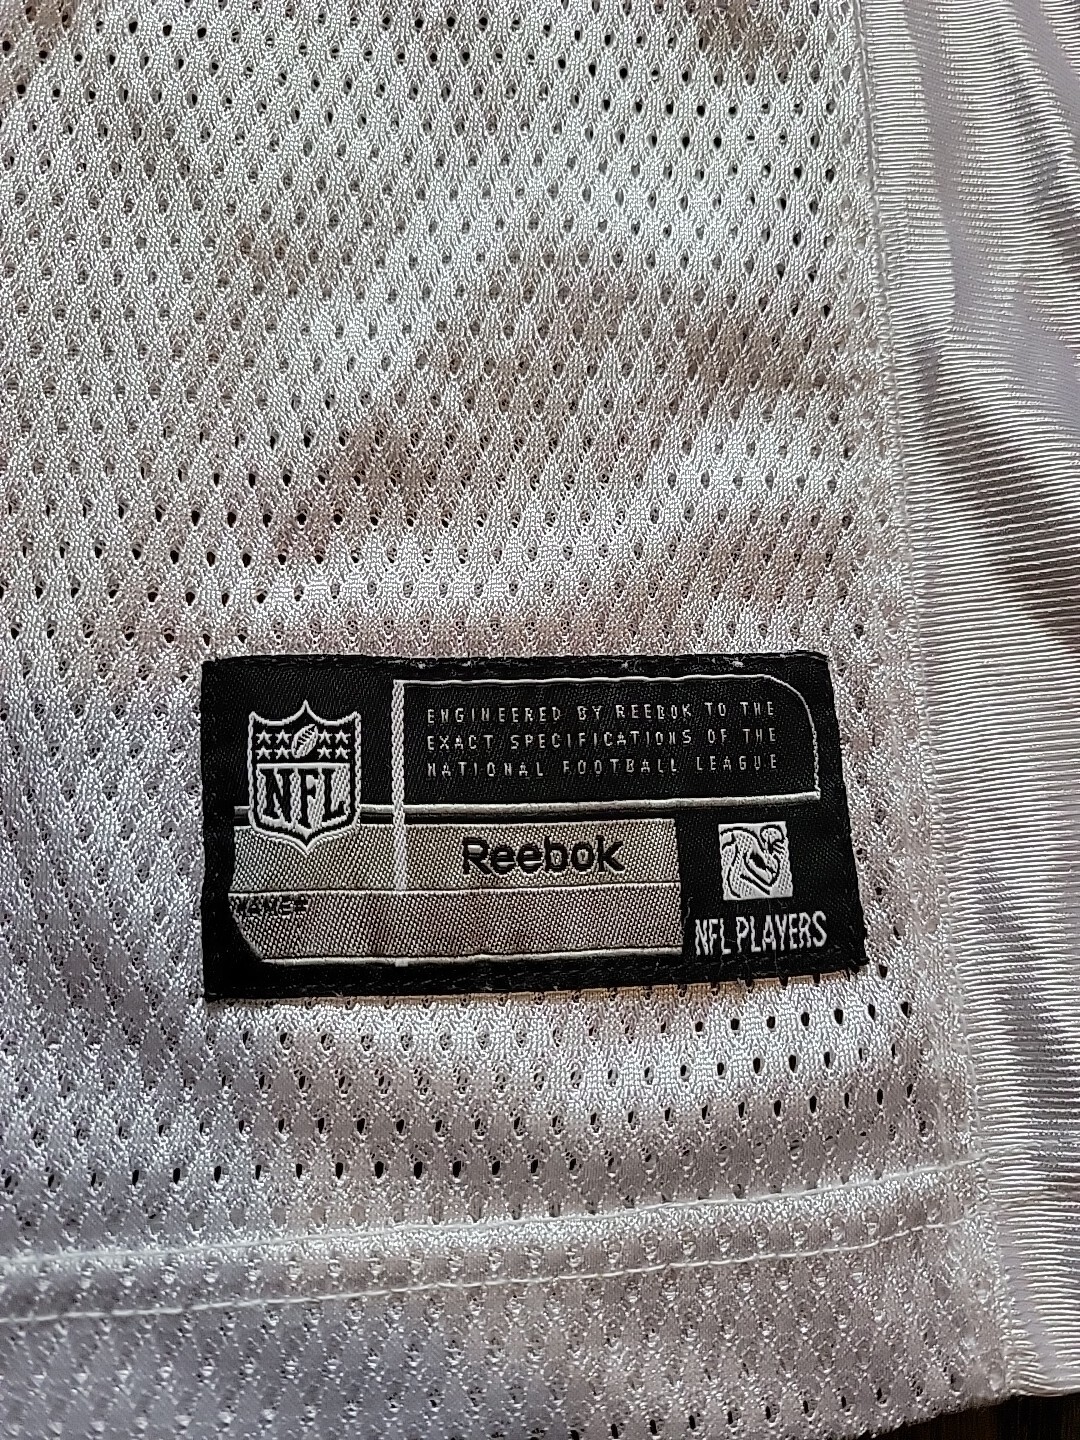 ENGINEERED BY REEBOK TO THE
EXACT SPECIFICATIONS OF THE
NATIONAL FOOTBALL LEAGUE
NFL
Reebok
NFL PLAYERS